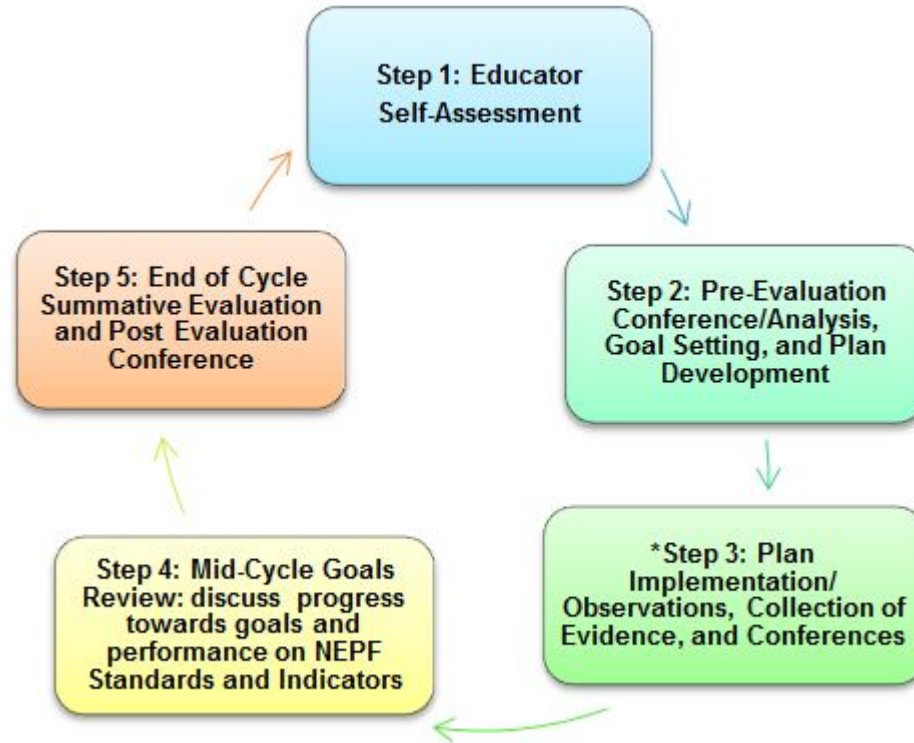 Step 1: Educator
Self-Assessment
Step 2: Pre-Evaluation
Conference/Analysis,
Goal Setting, and Plan
Development
*Step 3: Plan
Implementation/
Observations, Collection of
Evidence, and Conferences
Step 4: Mid-Cycle Goals
Review: discuss progress
towards goals and
performance on NEPF
Standards and Indicators
Step 5: End of Cycle
Summative Evaluation
and Post Evaluation
Conference